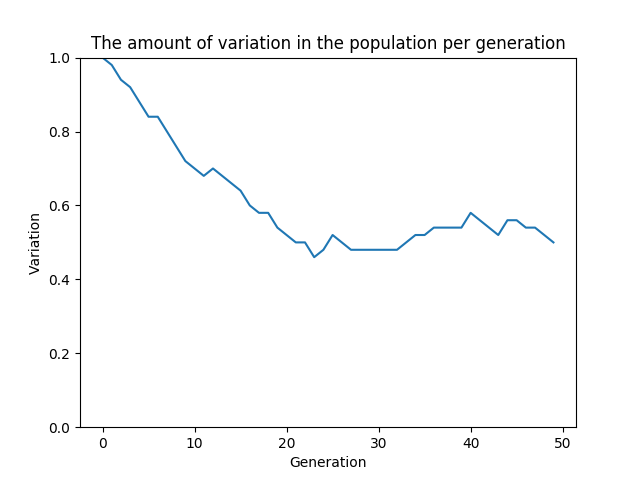 The amount of variation in the population per generation
1.0
0.8
0.6
0.4
0.2
0.0
Variation
0 10 20 30 40 50
Generation